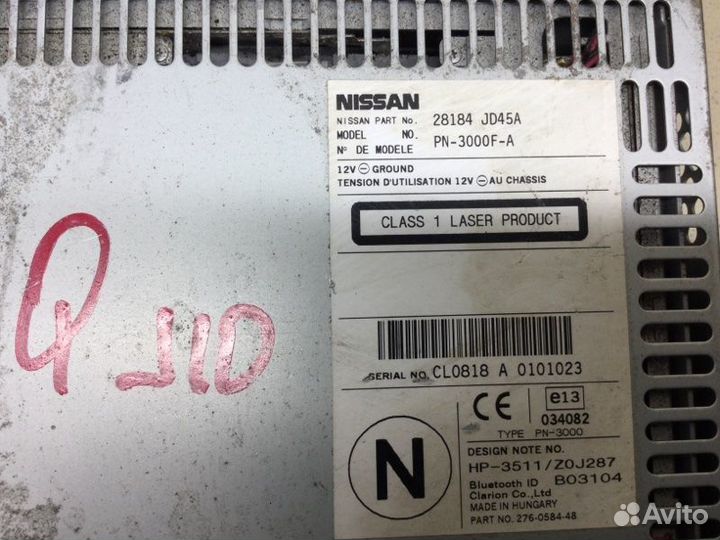 NISSAN
NISSAN PART No. 28184 JD45A
MODEL NO. PN-3000F-A
Nº DE MODELE
12V ⊖ GROUND
TENSION D'UTILISATION 12V ⊖ AU CHASSIS
CLASS 1 LASER PRODUCT
SERIAL NO. CL0818 A 0101023
CE e13
034082
TYPE PN-3000
N
DESIGN NOTE NO.
HP-3511/Z0J287
Bluetooth ID B03104
Clarion Co.,Ltd
MADE IN HUNGARY
PART NO. 276-0584-48
Avito